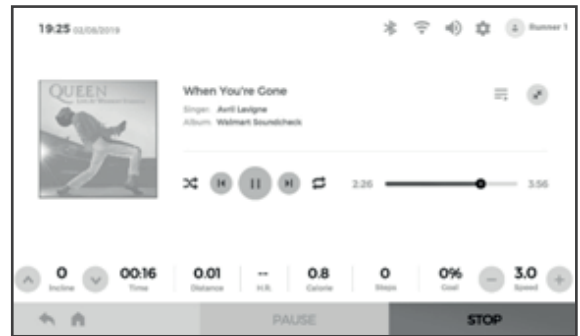 19:25 02/08/2019
Runner 1
QUEEN
When You're Gone
Singer: Avril Lavigne
Album: Walmart Soundcheck
2:26
3:56
0 00:16 0.01 -- 0.8 0 0% 3.0
Incline Time Distance H.R. Calorie Steps Goal Speed
PAUSE STOP